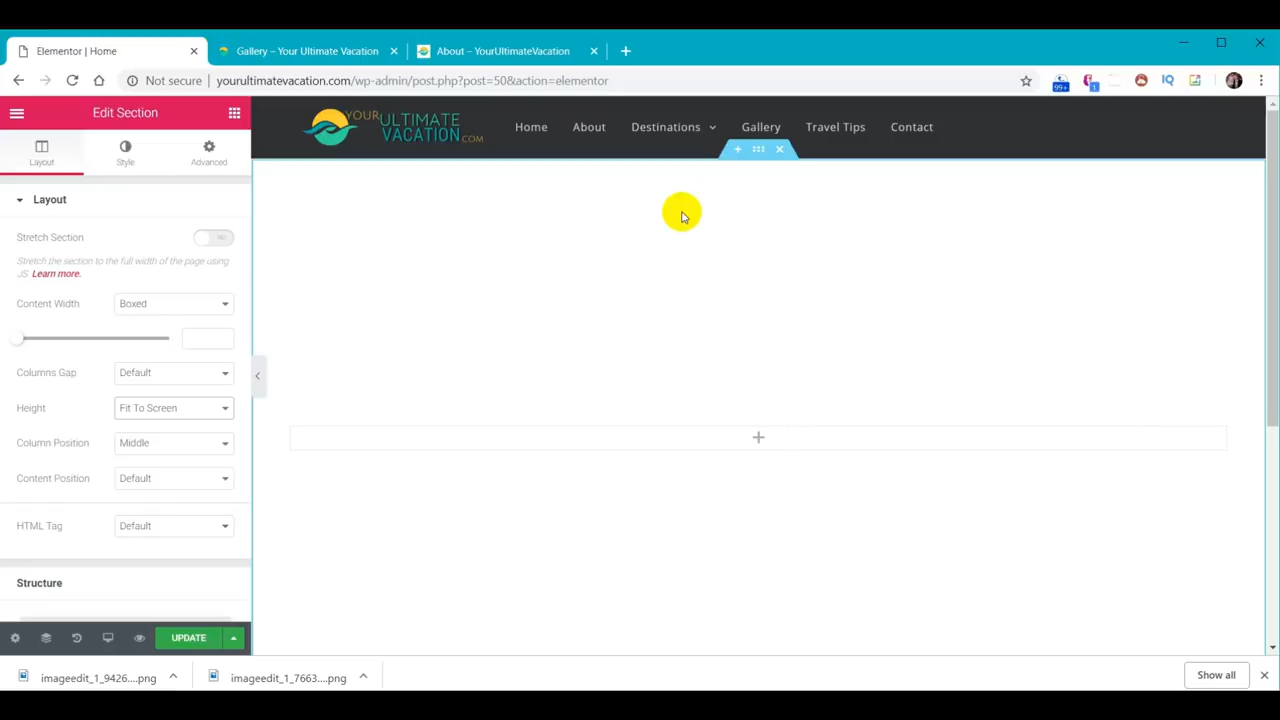 Elementor | Home
Gallery – Your Ultimate Vacation
About – YourUltimateVacation
Not secure
yourultimatevacation.com/wp-admin/post.php?post=50&action=elementor
99+
1
Edit Section
YOUR ULTIMATE
VACATION.COM
Home
About
Destinations
Gallery
Travel Tips
Contact
Layout
Style
Advanced
Layout
Stretch Section
NO
Stretch the section to the full width of the page using
JS. Learn more.
Content Width
Boxed
Columns Gap
Default
Height
Fit To Screen
Column Position
Middle
Content Position
Default
HTML Tag
Default
Structure
UPDATE
imageedit_1_9426....png
imageedit_1_7663....png
Show all